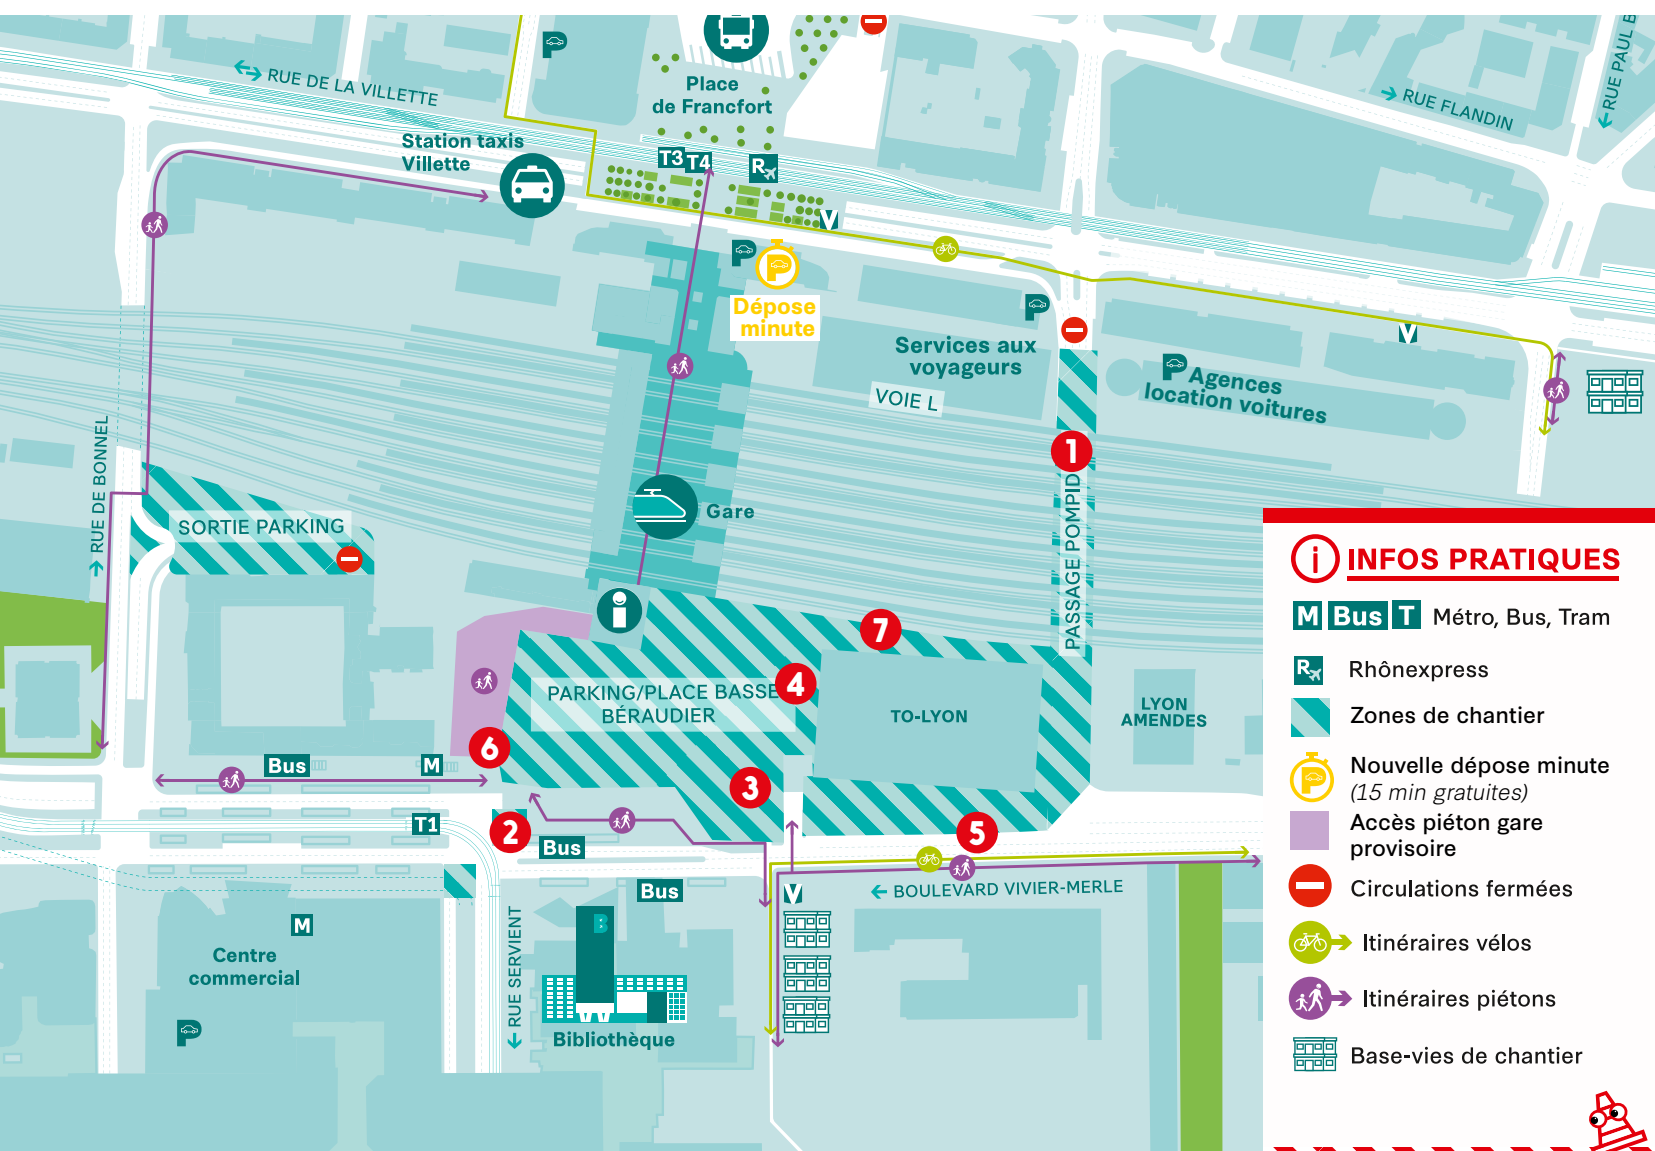 RUE DE LA VILLETTE
Place
de Francfort
RUE FLANDIN
RUE PAUL B
Station taxis
Villette
T3
T4
R
V
P
P
Dépose
minute
P
P
Services aux
voyageurs
VOIE L
P
Agences
location voitures
V
RUE DE BONNEL
SORTIE PARKING
Gare
1
PASSAGE POMPID
i
7
PARKING/PLACE BASSE
BÉRAUDIER
4
TO-LYON
LYON
AMENDES
6
Bus
M
3
T1
2
Bus
5
Bus
V
BOULEVARD VIVIER-MERLE
M
Centre
commercial
P
RUE SERVIENT
B
Bibliothèque
i INFOS PRATIQUES
M Bus T Métro, Bus, Tram
R Rhônexpress
Zones de chantier
P
Nouvelle dépose minute
(15 min gratuites)
Accès piéton gare
provisoire
Circulations fermées
Itinéraires vélos
Itinéraires piétons
Base-vies de chantier